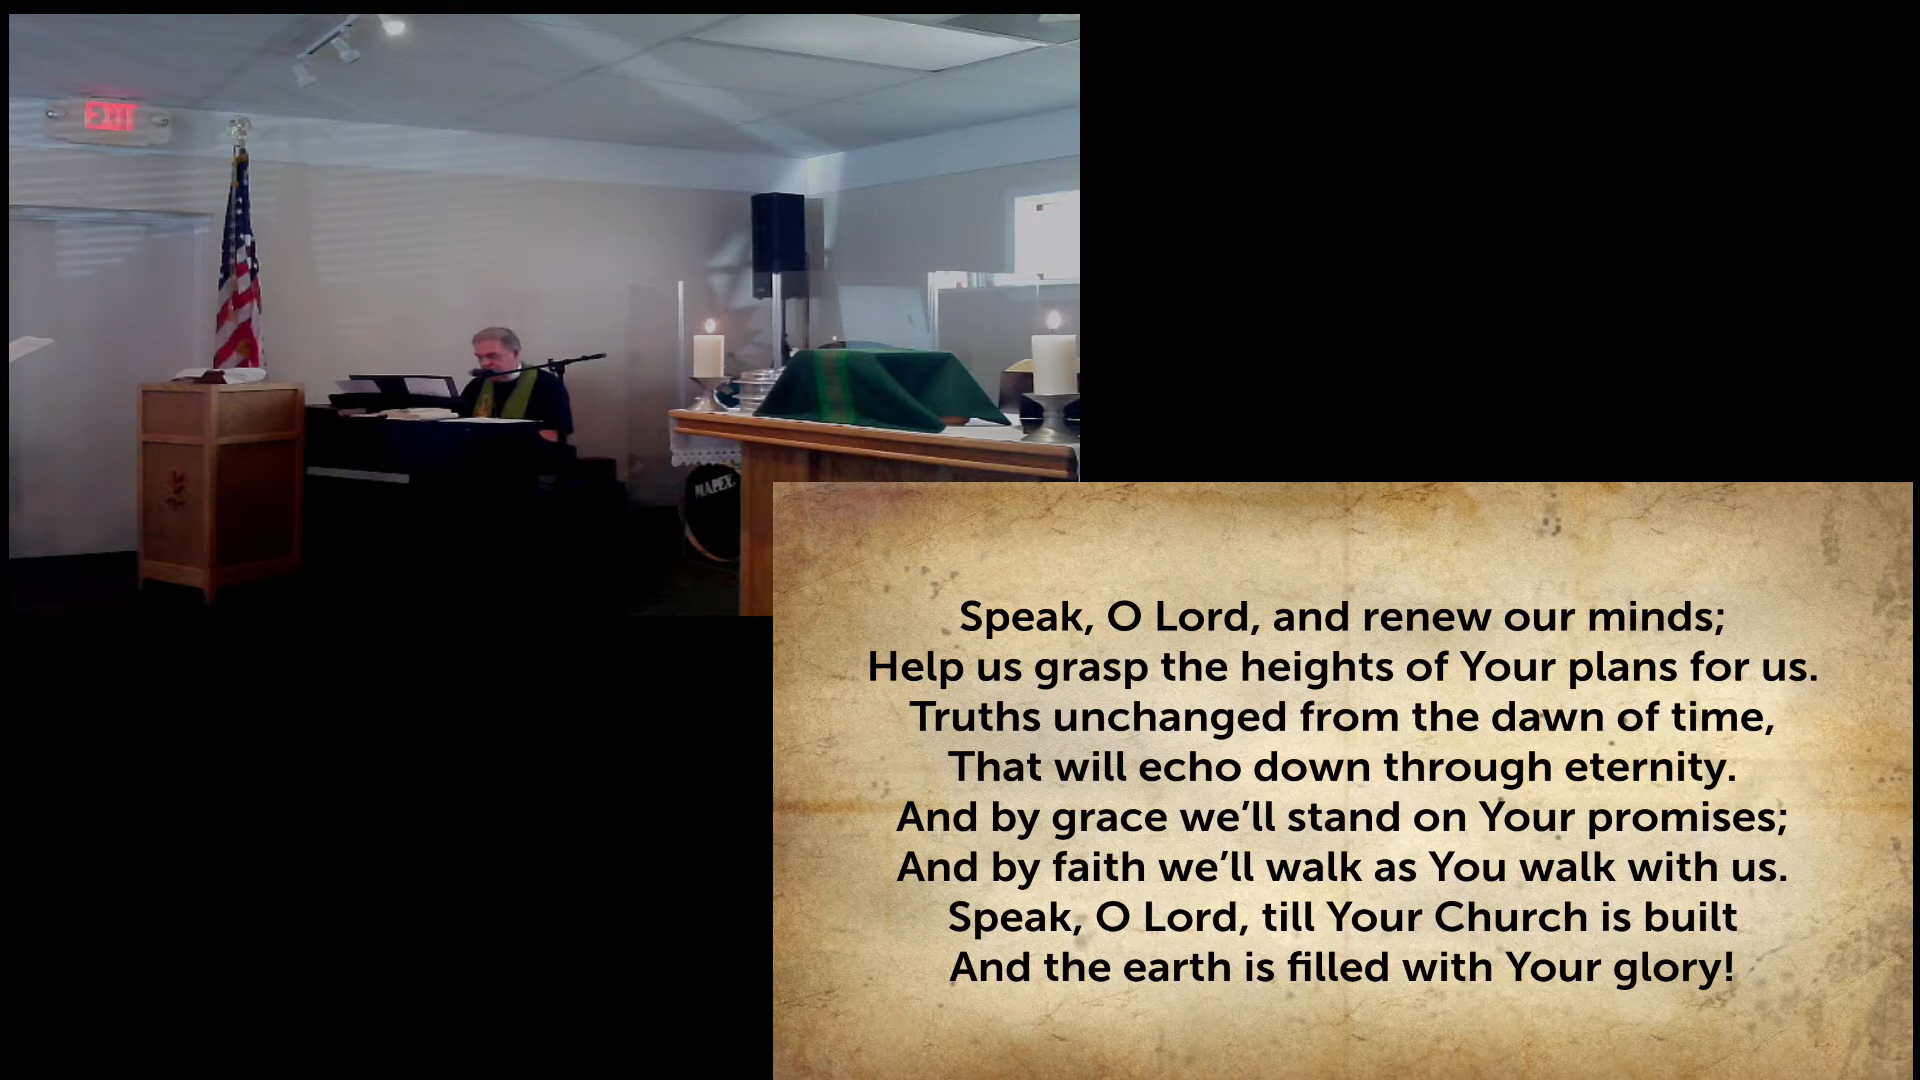 EXIT
MAPEX
Speak, O Lord, and renew our minds;
Help us grasp the heights of Your plans for us.
Truths unchanged from the dawn of time,
That will echo down through eternity.
And by grace we’ll stand on Your promises;
And by faith we’ll walk as You walk with us.
Speak, O Lord, till Your Church is built
And the earth is filled with Your glory!